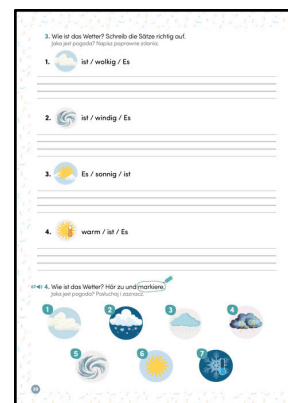 3. Wie ist das Wetter? Schreib die Sätze richtig auf.
Jaka jest pogoda? Napisz poprawnie zdania.
1. ist / wolkig / Es
2. ist / windig / Es
3. Es / sonnig / ist
4. warm / ist / Es
4. Wie ist das Wetter? Hör zu und markiere.
Jaka jest pogoda? Posłuchaj i zaznacz.
1 2 3 4
5 6 7